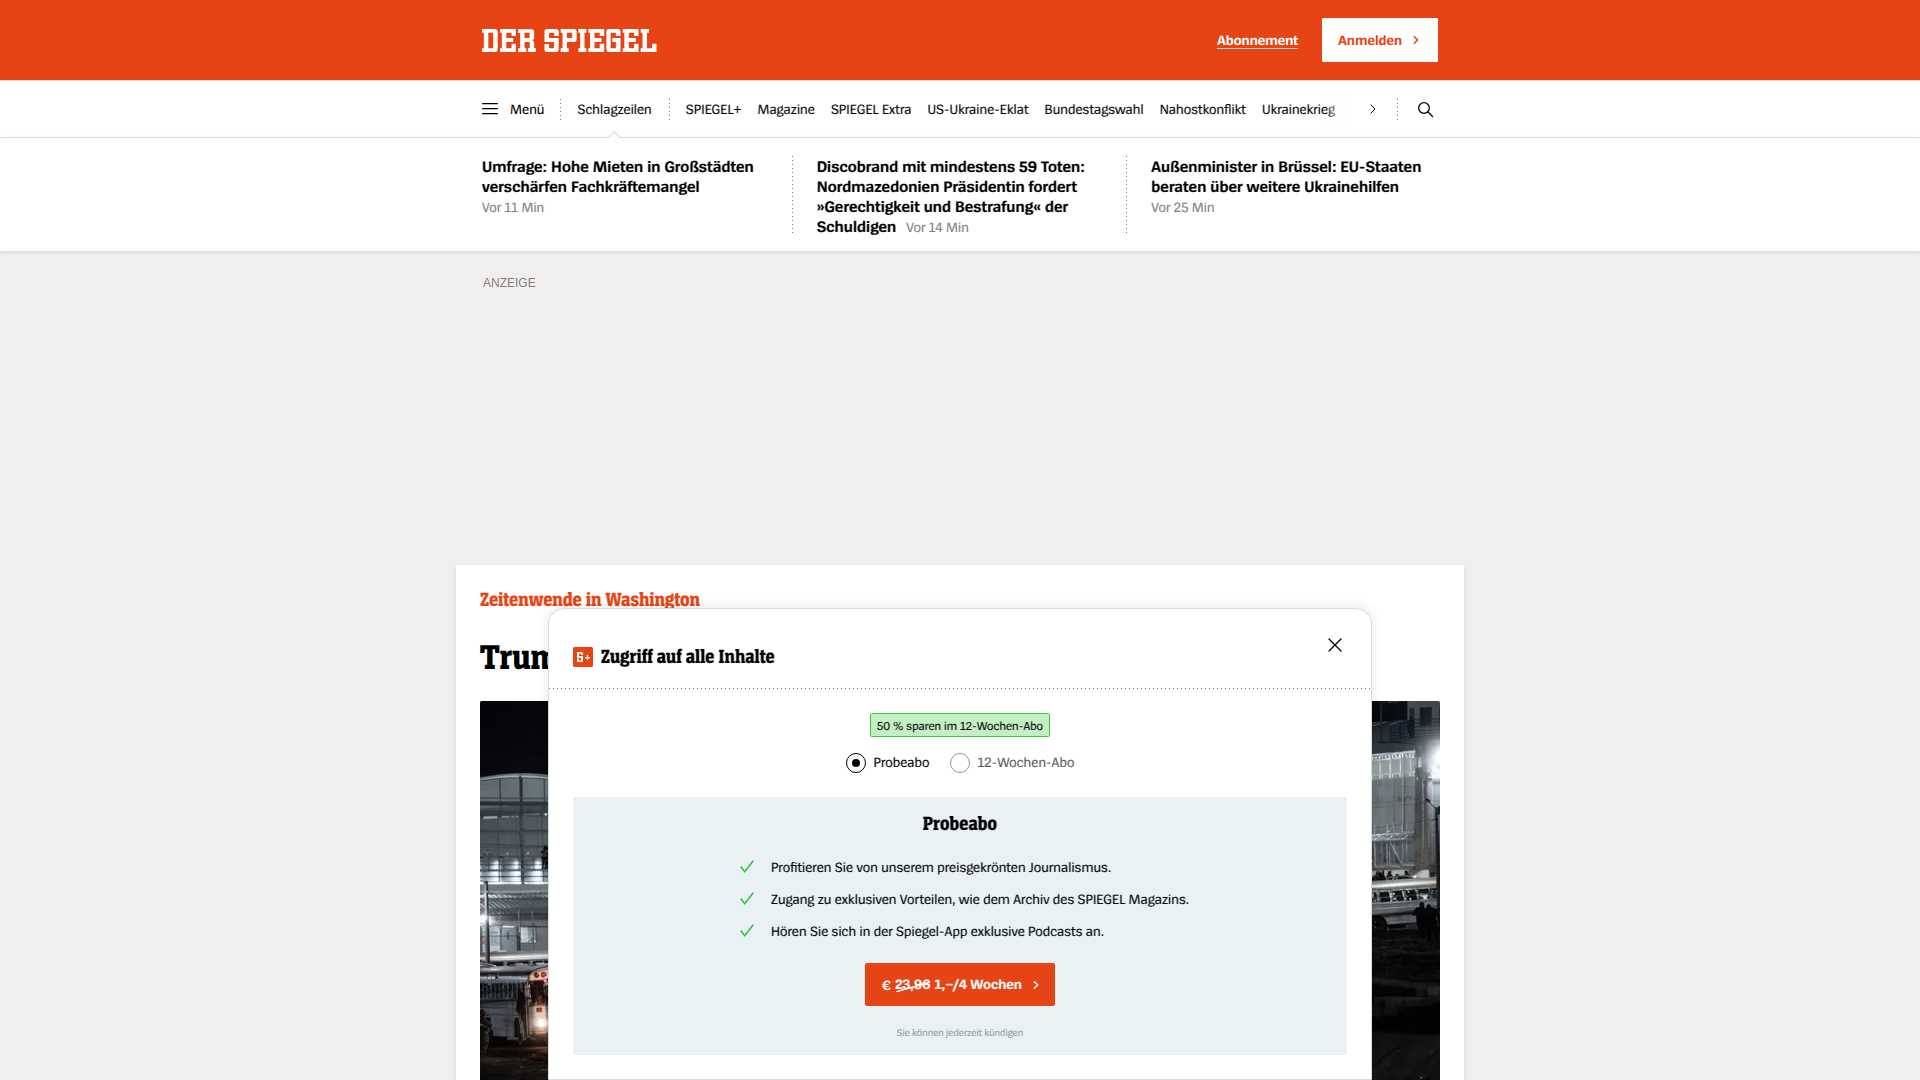 DER SPIEGEL
Abonnement
Anmelden
Menü
Schlagzeilen
SPIEGEL+
Magazine
SPIEGEL Extra
US-Ukraine-Eklat
Bundestagswahl
Nahostkonflikt
Ukrainekrieg
Umfrage: Hohe Mieten in Großstädten
verschärfen Fachkräftemangel
Vor 11 Min
Discobrand mit mindestens 59 Toten:
Nordmazedonien Präsidentin fordert
»Gerechtigkeit und Bestrafung« der
Schuldigen Vor 14 Min
Außenminister in Brüssel: EU-Staaten
beraten über weitere Ukrainehilfen
Vor 25 Min
ANZEIGE
Zeitenwende in Washington
Zugriff auf alle Inhalte
50 % sparen im 12-Wochen-Abo
Probeabo
12-Wochen-Abo
Probeabo
Profitieren Sie von unserem preisgekrönten Journalismus.
Zugang zu exklusiven Vorteilen, wie dem Archiv des SPIEGEL Magazins.
Hören Sie sich in der Spiegel-App exklusive Podcasts an.
€ 23,96 1,–/4 Wochen
Sie können jederzeit kündigen